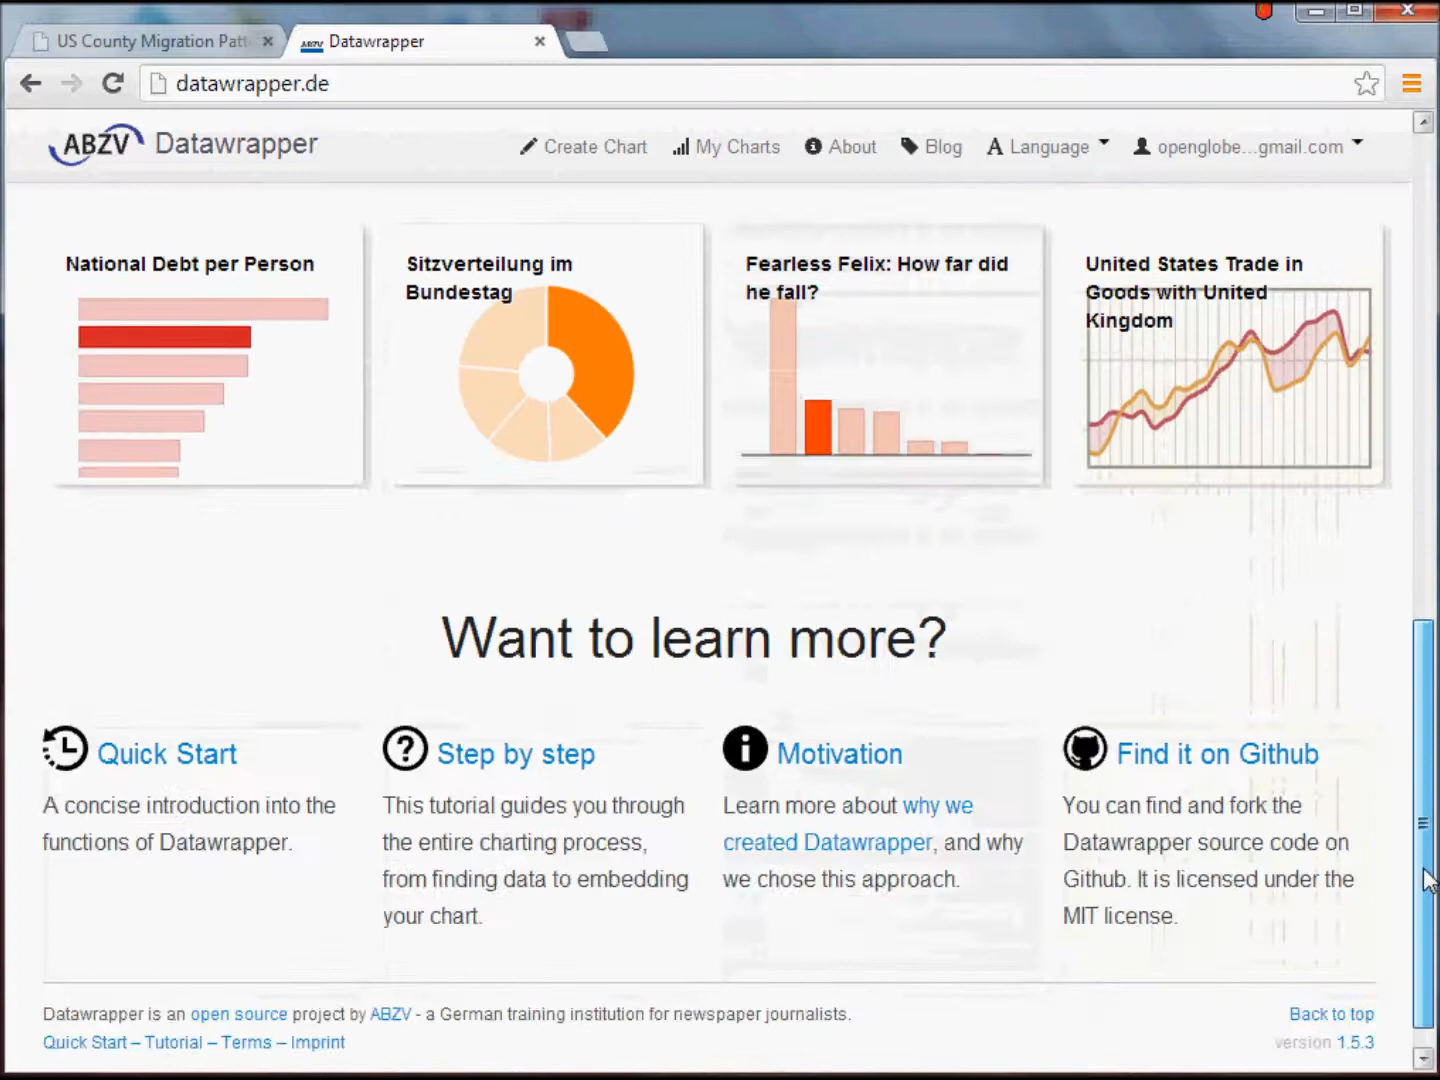 US County Migration Patt
ABZV Datawrapper
datawrapper.de
ABZV Datawrapper
Create Chart My Charts About Blog A Language openglobe...gmail.com
National Debt per Person
Sitzverteilung im
Bundestag
Fearless Felix: How far did
he fall?
United States Trade in
Goods with United
Kingdom
Want to learn more?
Quick Start
A concise introduction into the
functions of Datawrapper.
Step by step
This tutorial guides you through
the entire charting process,
from finding data to embedding
your chart.
Motivation
Learn more about why we
created Datawrapper, and why
we chose this approach.
Find it on Github
You can find and fork the
Datawrapper source code on
Github. It is licensed under the
MIT license.
Datawrapper is an open source project by ABZV - a German training institution for newspaper journalists.
Back to top
Quick Start – Tutorial – Terms – Imprint
version 1.5.3